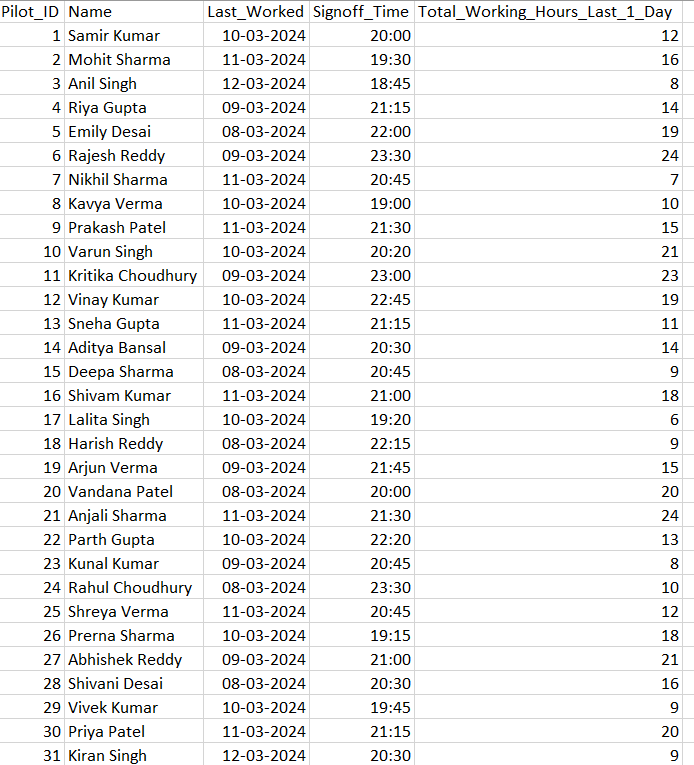 Pilot_ID Name Last_Worked Signoff_Time Total_Working_Hours_Last_1_Day
1 Samir Kumar 10-03-2024 20:00 12
2 Mohit Sharma 11-03-2024 19:30 16
3 Anil Singh 12-03-2024 18:45 8
4 Riya Gupta 09-03-2024 21:15 14
5 Emily Desai 08-03-2024 22:00 19
6 Rajesh Reddy 09-03-2024 23:30 24
7 Nikhil Sharma 11-03-2024 20:45 7
8 Kavya Verma 10-03-2024 19:00 10
9 Prakash Patel 11-03-2024 21:30 15
10 Varun Singh 10-03-2024 20:20 21
11 Kritika Choudhury 09-03-2024 23:00 23
12 Vinay Kumar 10-03-2024 22:45 19
13 Sneha Gupta 11-03-2024 21:15 11
14 Aditya Bansal 09-03-2024 20:30 14
15 Deepa Sharma 08-03-2024 20:45 9
16 Shivam Kumar 11-03-2024 21:00 18
17 Lalita Singh 10-03-2024 19:20 6
18 Harish Reddy 08-03-2024 22:15 9
19 Arjun Verma 09-03-2024 21:45 15
20 Vandana Patel 08-03-2024 20:00 20
21 Anjali Sharma 11-03-2024 21:30 24
22 Parth Gupta 10-03-2024 22:20 13
23 Kunal Kumar 09-03-2024 20:45 8
24 Rahul Choudhury 08-03-2024 23:30 10
25 Shreya Verma 11-03-2024 20:45 12
26 Prerna Sharma 10-03-2024 19:15 18
27 Abhishek Reddy 09-03-2024 21:00 21
28 Shivani Desai 08-03-2024 20:30 16
29 Vivek Kumar 10-03-2024 19:45 9
30 Priya Patel 11-03-2024 21:15 20
31 Kiran Singh 12-03-2024 20:30 9